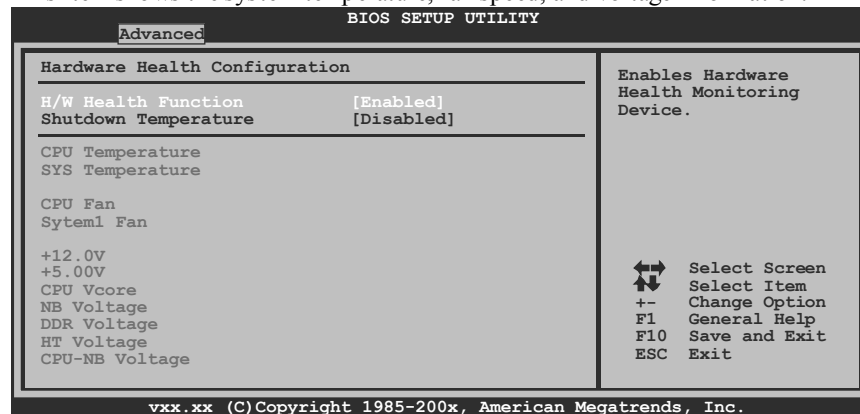 BIOS SETUP UTILITY
Advanced
Hardware Health Configuration
H/W Health Function [Enabled]
Shutdown Temperature [Disabled]
CPU Temperature
SYS Temperature
CPU Fan
Sytem1 Fan
+12.0V
+5.00V
CPU Vcore
NB Voltage
DDR Voltage
HT Voltage
CPU-NB Voltage
Enables Hardware
Health Monitoring
Device.
Select Screen
Select Item
+- Change Option
F1 General Help
F10 Save and Exit
ESC Exit
vxx.xx (C)Copyright 1985-200x, American Megatrends, Inc.